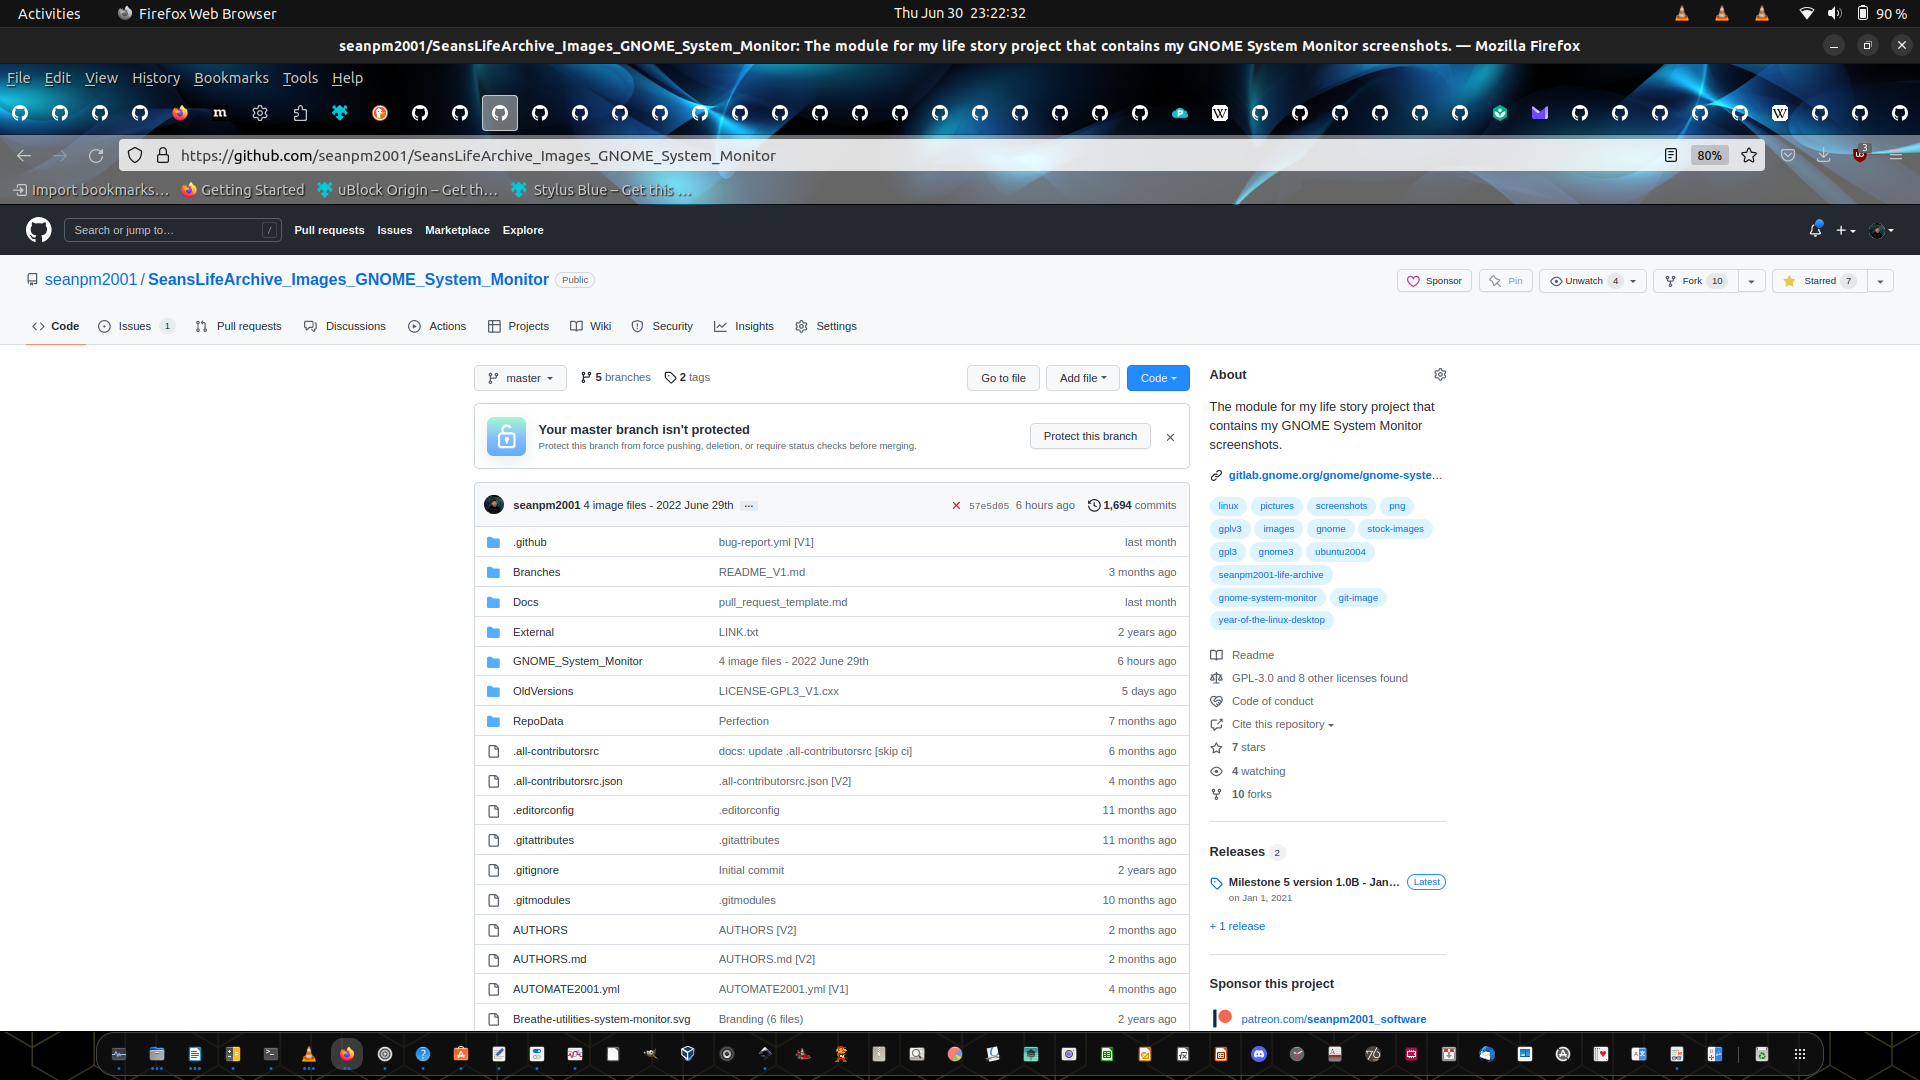 Activities Firefox Web Browser Thu Jun 30 23:22:32 90 %
seanpm2001/SeansLifeArchive_Images_GNOME_System_Monitor: The module for my life story project that contains my GNOME System Monitor screenshots. — Mozilla Firefox
File Edit View History Bookmarks Tools Help
https://github.com/seanpm2001/SeansLifeArchive_Images_GNOME_System_Monitor 80% 3
Import bookmarks… Getting Started uBlock Origin – Get th… Stylus Blue – Get this …
Search or jump to… / Pull requests Issues Marketplace Explore
seanpm2001 / SeansLifeArchive_Images_GNOME_System_Monitor Public Sponsor Pin Unwatch 4 Fork 10 Starred 7
Code Issues 1 Pull requests Discussions Actions Projects Wiki Security Insights Settings
master 5 branches 2 tags Go to file Add file Code
Your master branch isn't protected
Protect this branch from force pushing, deletion, or require status checks before merging.
Protect this branch
seanpm2001 4 image files - 2022 June 29th … 57e5d05 6 hours ago 1,694 commits
.github bug-report.yml [V1] last month
Branches README_V1.md 3 months ago
Docs pull_request_template.md last month
External LINK.txt 2 years ago
GNOME_System_Monitor 4 image files - 2022 June 29th 6 hours ago
OldVersions LICENSE-GPL3_V1.cxx 5 days ago
RepoData Perfection 7 months ago
.all-contributorsrc docs: update .all-contributorsrc [skip ci] 6 months ago
.all-contributorsrc.json .all-contributorsrc.json [V2] 4 months ago
.editorconfig .editorconfig 11 months ago
.gitattributes .gitattributes 11 months ago
.gitignore Initial commit 2 years ago
.gitmodules .gitmodules 10 months ago
AUTHORS AUTHORS [V2] 2 months ago
AUTHORS.md AUTHORS.md [V2] 2 months ago
AUTOMATE2001.yml AUTOMATE2001.yml [V1] 4 months ago
Breathe-utilities-system-monitor.svg Branding (6 files) 2 years ago
About
The module for my life story project that
contains my GNOME System Monitor
screenshots.
gitlab.gnome.org/gnome/gnome-syste…
linux pictures screenshots png
gplv3 images gnome stock-images
gpl3 gnome3 ubuntu2004
seanpm2001-life-archive
gnome-system-monitor git-image
year-of-the-linux-desktop
Readme
GPL-3.0 and 8 other licenses found
Code of conduct
Cite this repository
7 stars
4 watching
10 forks
Releases 2
Milestone 5 version 1.0B - Jan… Latest
on Jan 1, 2021
+ 1 release
Sponsor this project
patreon.com/seanpm2001_software